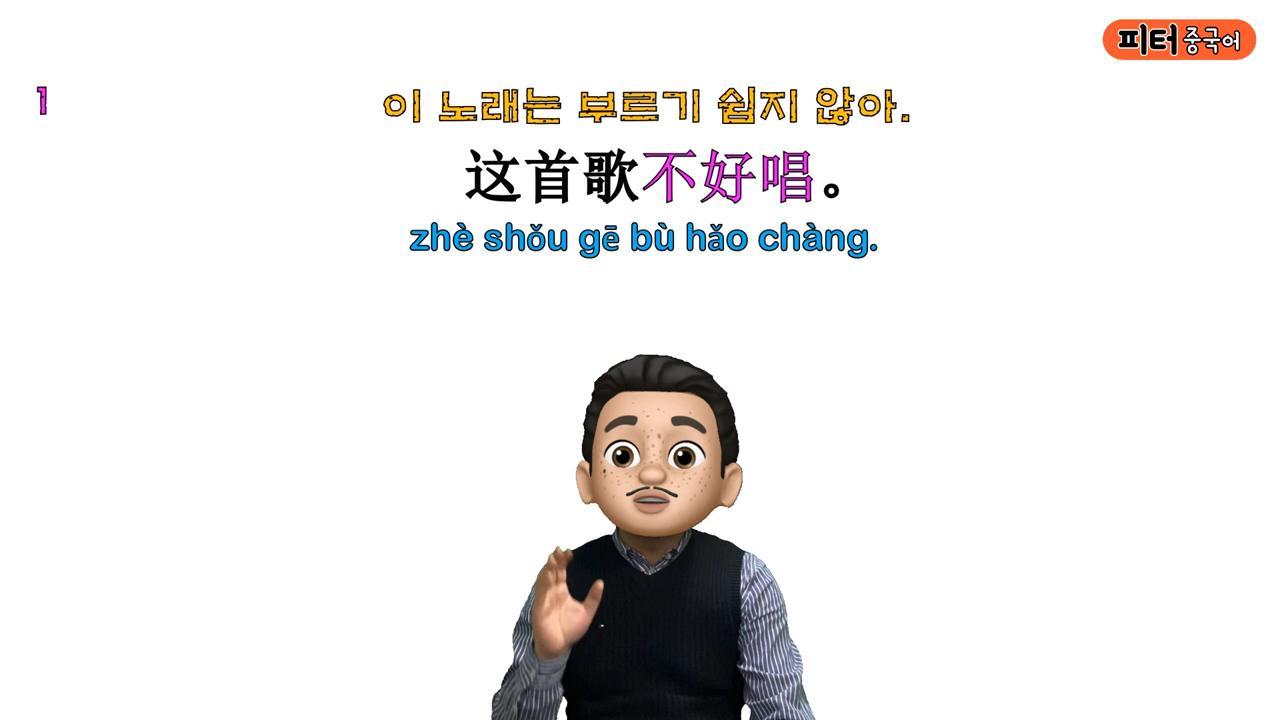 피터 중국어
1
이 노래는 부르기 쉽지 않아.
这首歌不好唱。
zhè shǒu gē bù hǎo chàng.